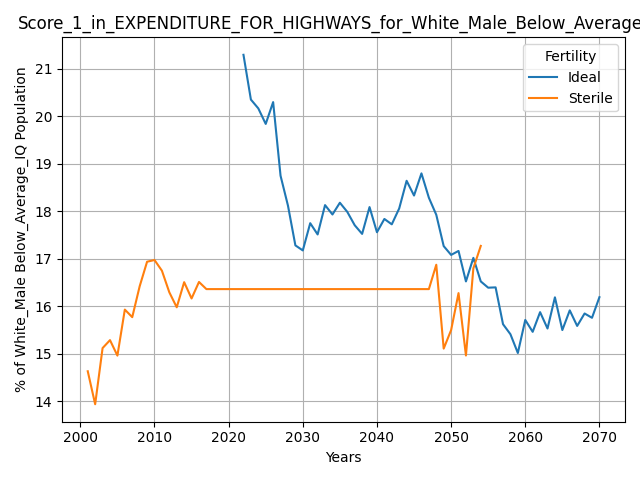 Score_1_in_EXPENDITURE_FOR_HIGHWAYS_for_White_Male_Below_Average
Fertility
Ideal
Sterile
% of White_Male Below_Average_IQ Population
21
20
19
18
17
16
15
14
2000 2010 2020 2030 2040 2050 2060 2070
Years